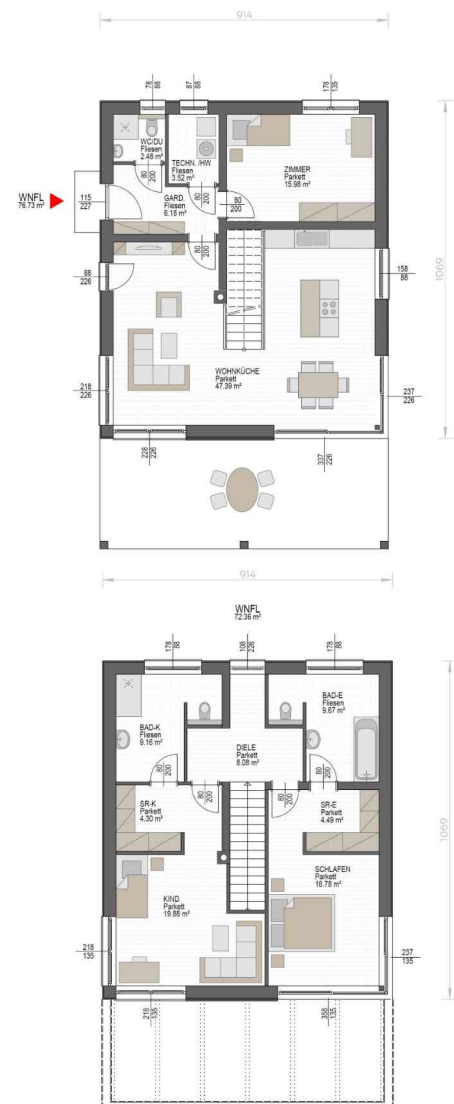 914
78
88
87
88
178
135
WC/DU
Fliesen
2.48 m²
TECHN. /HW
Fliesen
3.52 m²
ZIMMER
Parkett
15.98 m²
80
200
WNFL
76.73 m²
115
227
GARD.
Fliesen
6.18 m²
80
200
80
200
80
200
88
226
158
88
1069
WOHNKÜCHE
Parkett
47.39 m²
218
226
237
226
228
226
337
226
914
WNFL
72.36 m²
178
88
108
226
178
88
BAD-K
Fliesen
9.16 m²
BAD-E
Fliesen
9.67 m²
DIELE
Parkett
8.08 m²
80
200
80
200
80
200
80
200
SR-K
Parkett
4.30 m²
SR-E
Parkett
4.49 m²
1069
KIND
Parkett
19.88 m²
SCHLAFEN
Parkett
16.78 m²
218
135
237
135
218
135
358
135